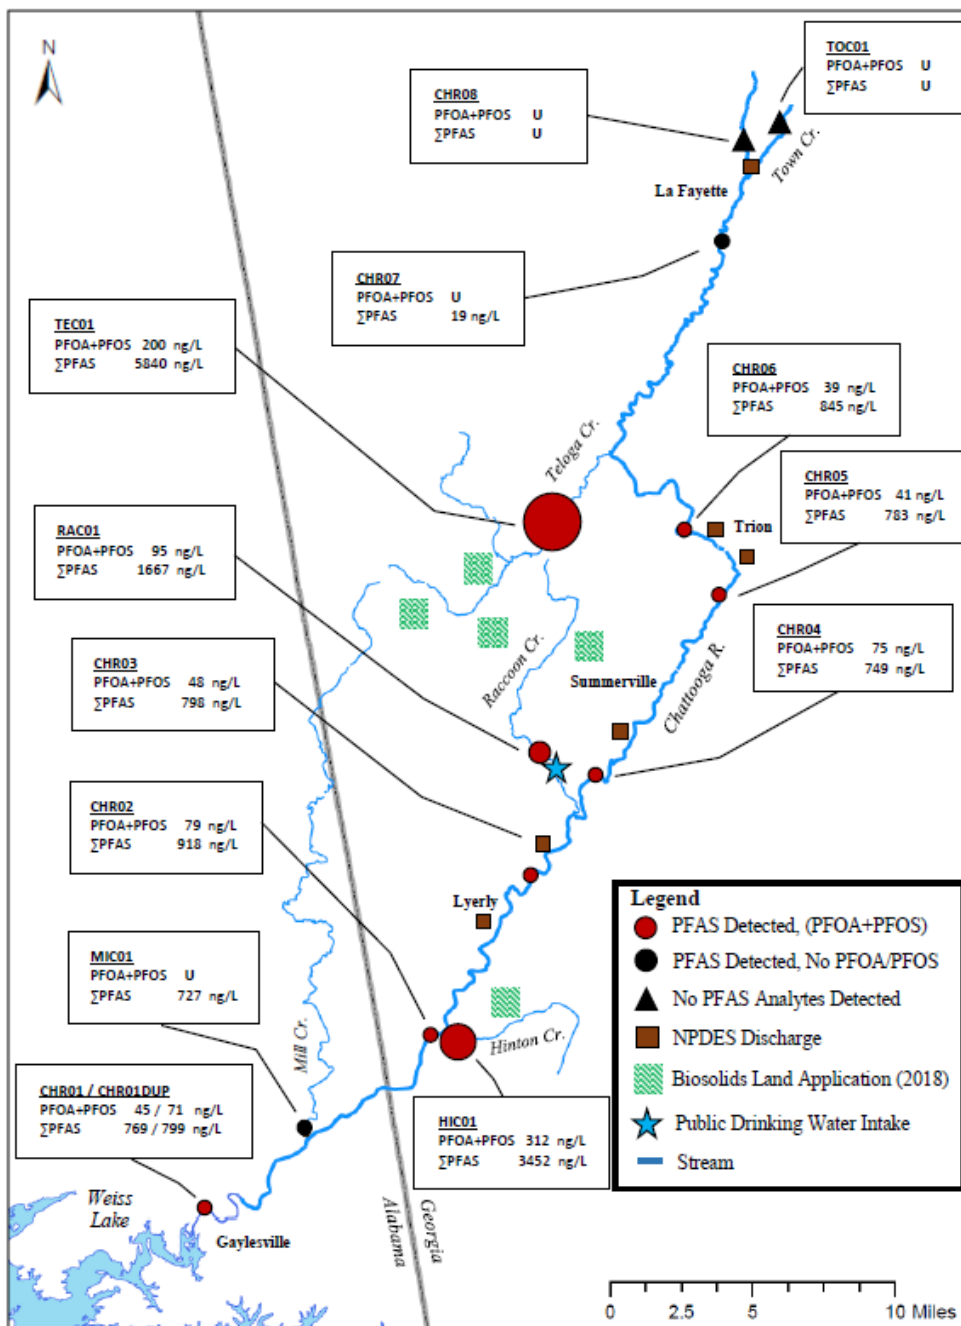 N
TOC01
PFOA+PFOS U
∑PFAS U
CHR08
PFOA+PFOS U
∑PFAS U
Town Cr.
La Fayette
CHR07
PFOA+PFOS U
∑PFAS 19 ng/L
TEC01
PFOA+PFOS 200 ng/L
∑PFAS 5840 ng/L
CHR06
PFOA+PFOS 39 ng/L
∑PFAS 845 ng/L
Teloga Cr.
CHR05
PFOA+PFOS 41 ng/L
∑PFAS 783 ng/L
Trion
RAC01
PFOA+PFOS 95 ng/L
∑PFAS 1667 ng/L
CHR04
PFOA+PFOS 75 ng/L
∑PFAS 749 ng/L
Raccoon Cr.
Chattooga R.
Summerville
CHR03
PFOA+PFOS 48 ng/L
∑PFAS 798 ng/L
CHR02
PFOA+PFOS 79 ng/L
∑PFAS 918 ng/L
Lyerly
MIC01
PFOA+PFOS U
∑PFAS 727 ng/L
Mill Cr.
Hinton Cr.
CHR01 / CHR01DUP
PFOA+PFOS 45 / 71 ng/L
∑PFAS 769 / 799 ng/L
HIC01
PFOA+PFOS 312 ng/L
∑PFAS 3452 ng/L
Weiss
Lake
Gaylesville
Alabama
Georgia
Legend
PFAS Detected, (PFOA+PFOS)
PFAS Detected, No PFOA/PFOS
No PFAS Analytes Detected
NPDES Discharge
Biosolids Land Application (2018)
Public Drinking Water Intake
Stream
0 2.5 5 10 Miles